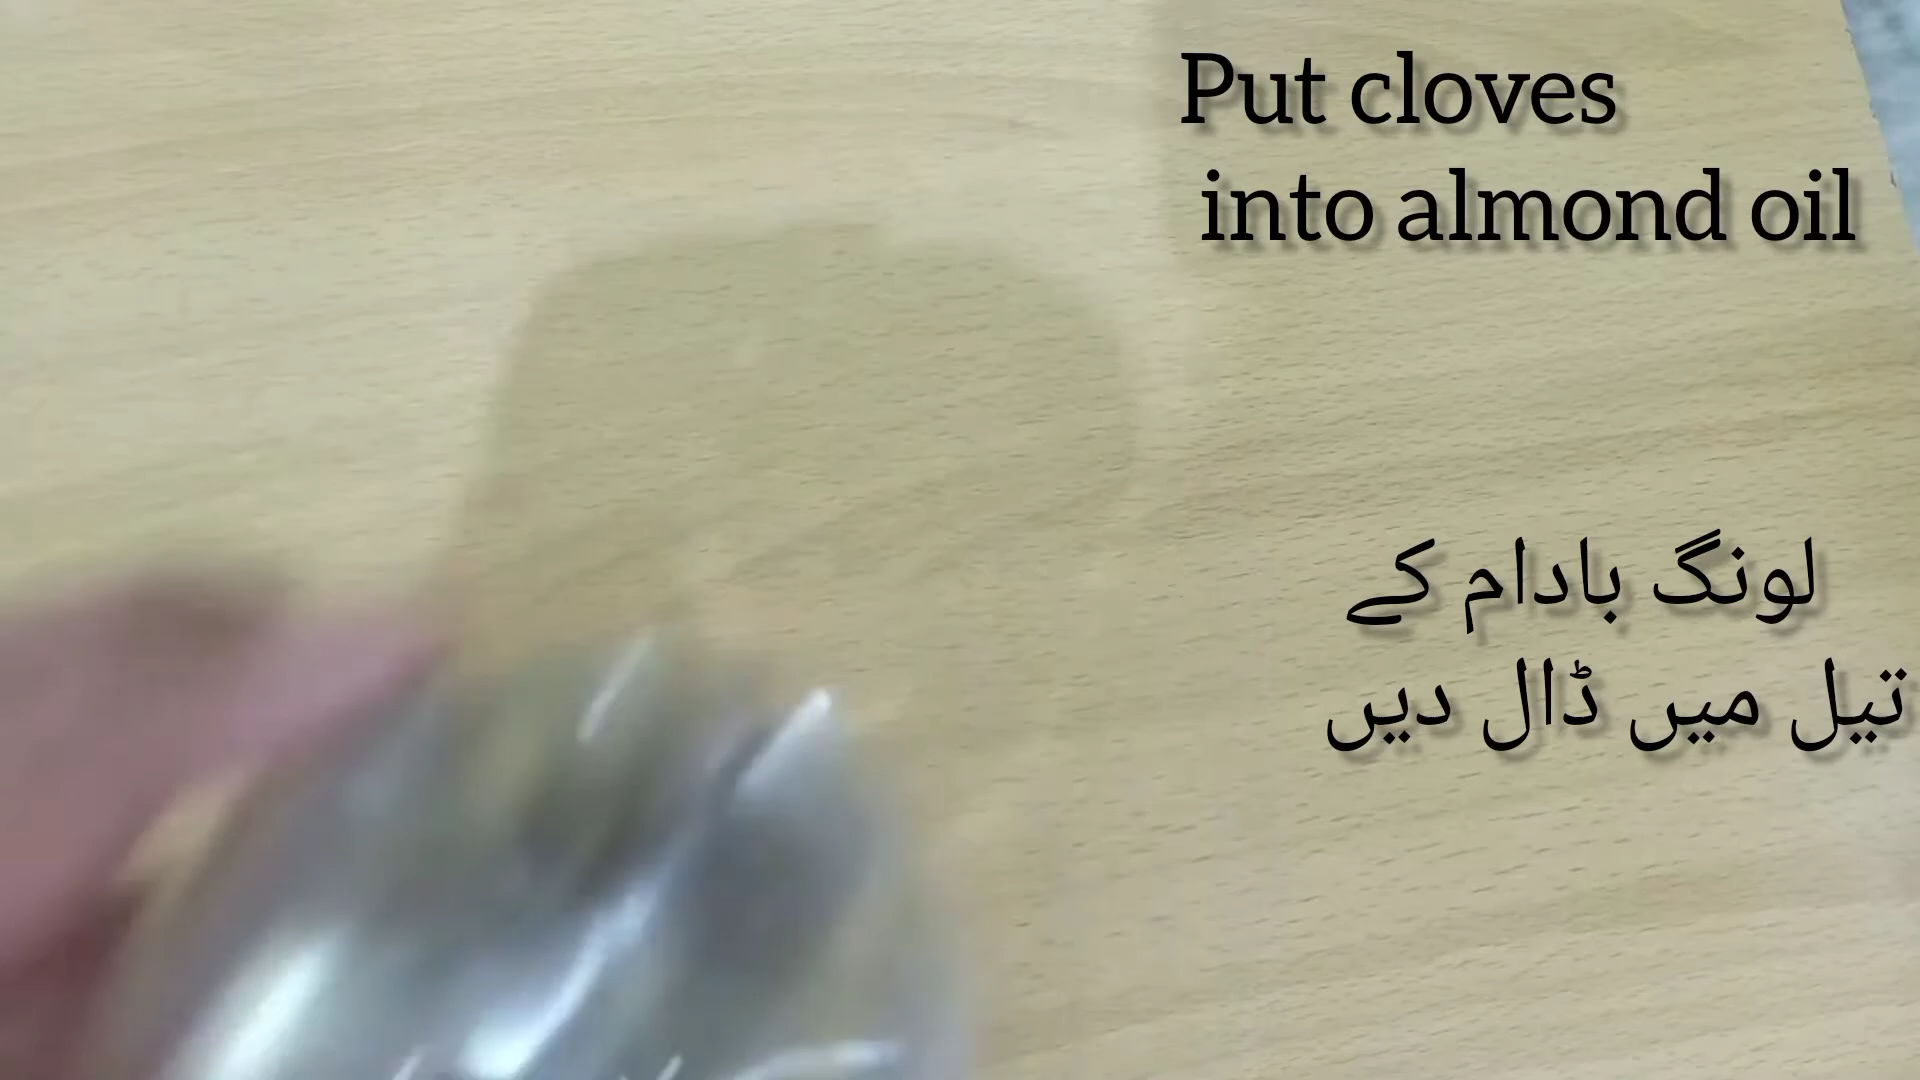 Put cloves
into almond oil
لونگ بادام کے
تیل میں ڈال دیں